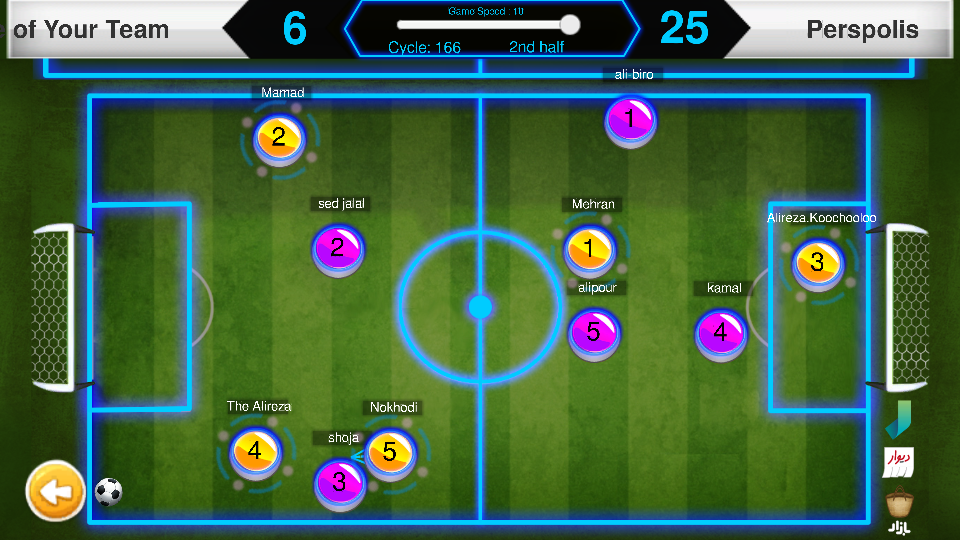 of Your Team
6
Game Speed : 10
Cycle: 166
2nd half
25
Perspolis
ali-biro
1
Mamad
2
sed jalal
2
Mehran
1
Alireza.Koochooloo
3
alipour
5
kamal
4
The Alireza
4
Nokhodi
5
shoja
3
دیوار
بازار